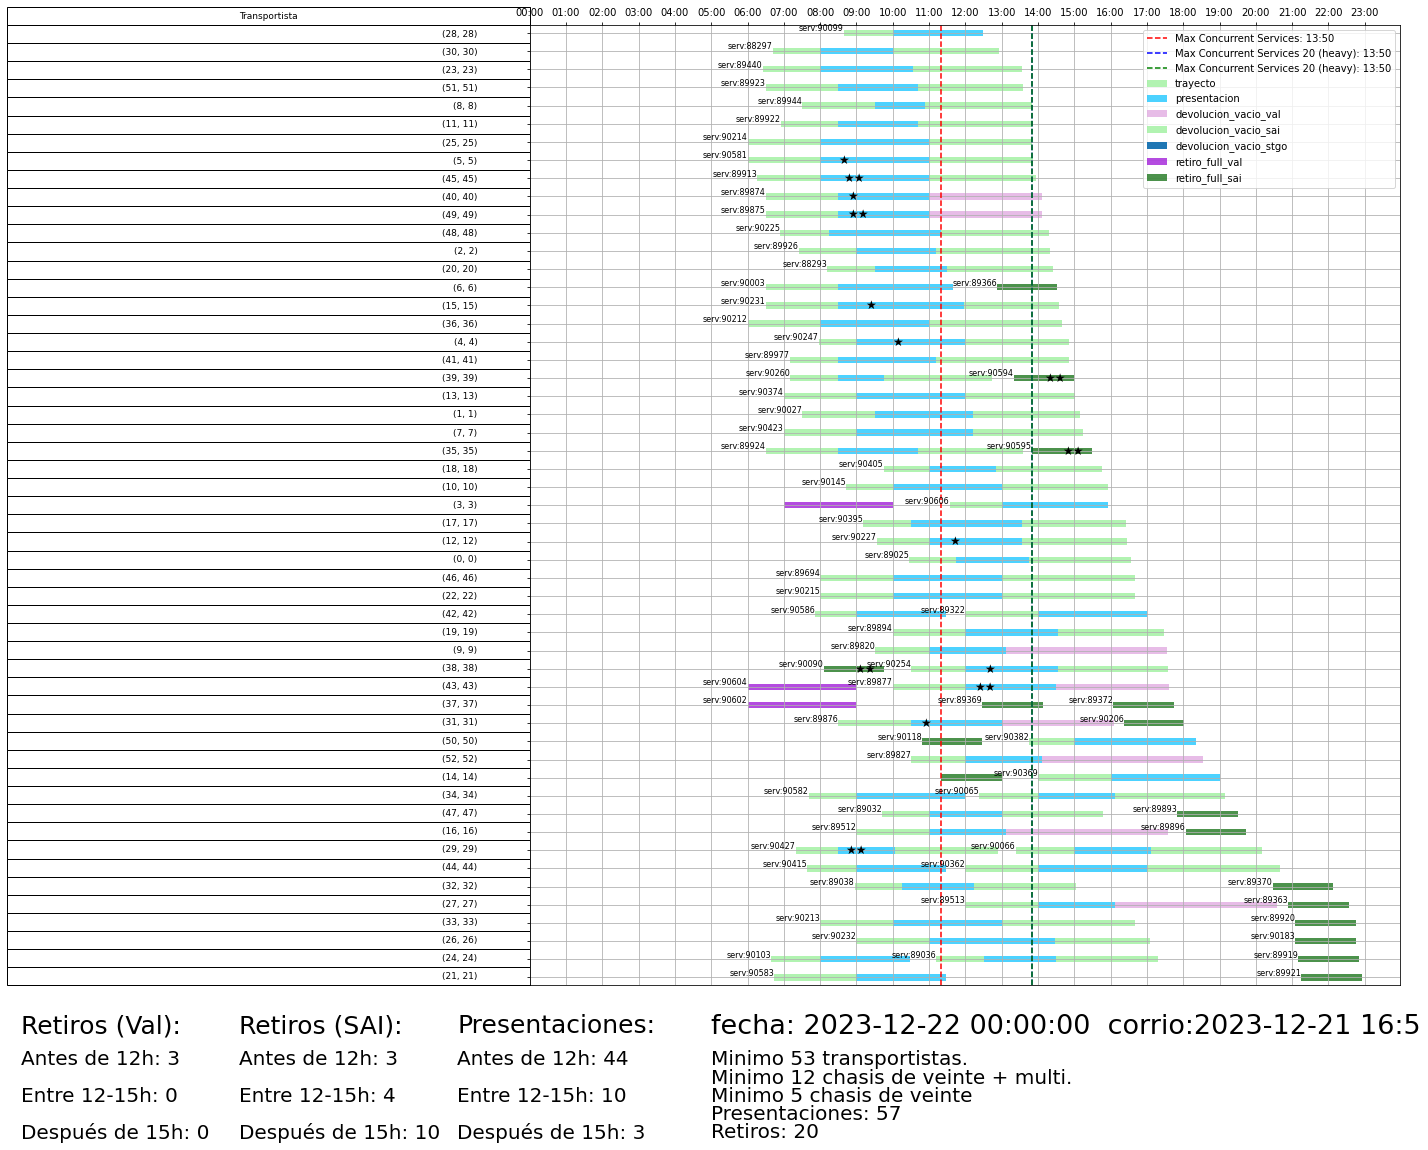 Transportista
00:00 01:00 02:00 03:00 04:00 05:00 06:00 07:00 08:00 09:00 10:00 11:00 12:00 13:00 14:00 15:00 16:00 17:00 18:00 19:00 20:00 21:00 22:00 23:00
Max Concurrent Services: 13:50
Max Concurrent Services 20 (heavy): 13:50
Max Concurrent Services 20 (heavy): 13:50
trayecto
presentacion
devolucion_vacio_val
devolucion_vacio_sai
devolucion_vacio_stgo
retiro_full_val
retiro_full_sai
(28, 28) serv:90099
(30, 30) serv:88297
(23, 23) serv:89440
(51, 51) serv:89923
(8, 8) serv:89944
(11, 11) serv:89922
(25, 25) serv:90214
(5, 5) serv:90581
(45, 45) serv:89913
(40, 40) serv:89874
(49, 49) serv:89875
(48, 48) serv:90225
(2, 2) serv:89926
(20, 20) serv:88293
(6, 6) serv:90003 serv:89366
(15, 15) serv:90231
(36, 36) serv:90212
(4, 4) serv:90247
(41, 41) serv:89977
(39, 39) serv:90260 serv:90594
(13, 13) serv:90374
(1, 1) serv:90027
(7, 7) serv:90423
(35, 35) serv:89924 serv:90595
(18, 18) serv:90405
(10, 10) serv:90145
(3, 3) serv:90606
(17, 17) serv:90395
(12, 12) serv:90227
(0, 0) serv:89025
(46, 46) serv:89694
(22, 22) serv:90215
(42, 42) serv:90586 serv:89322
(19, 19) serv:89894
(9, 9) serv:89820
(38, 38) serv:90090 serv:90254
(43, 43) serv:90604 serv:89877
(37, 37) serv:90602 serv:89369 serv:89372
(31, 31) serv:89876 serv:90206
(50, 50) serv:90118 serv:90382
(52, 52) serv:89827
(14, 14) serv:90369
(34, 34) serv:90582 serv:90065
(47, 47) serv:89032 serv:89893
(16, 16) serv:89512 serv:89896
(29, 29) serv:90427 serv:90066
(44, 44) serv:90415 serv:90362
(32, 32) serv:89038 serv:89370
(27, 27) serv:89513 serv:89363
(33, 33) serv:90213 serv:89920
(26, 26) serv:90232 serv:90183
(24, 24) serv:90103 serv:89036 serv:89919
(21, 21) serv:90583 serv:89921
Retiros (Val):
Antes de 12h: 3
Entre 12-15h: 0
Después de 15h: 0
Retiros (SAI):
Antes de 12h: 3
Entre 12-15h: 4
Después de 15h: 10
Presentaciones:
Antes de 12h: 44
Entre 12-15h: 10
Después de 15h: 3
fecha: 2023-12-22 00:00:00 corrio:2023-12-21 16:5
Minimo 53 transportistas.
Minimo 12 chasis de veinte + multi.
Minimo 5 chasis de veinte
Presentaciones: 57
Retiros: 20